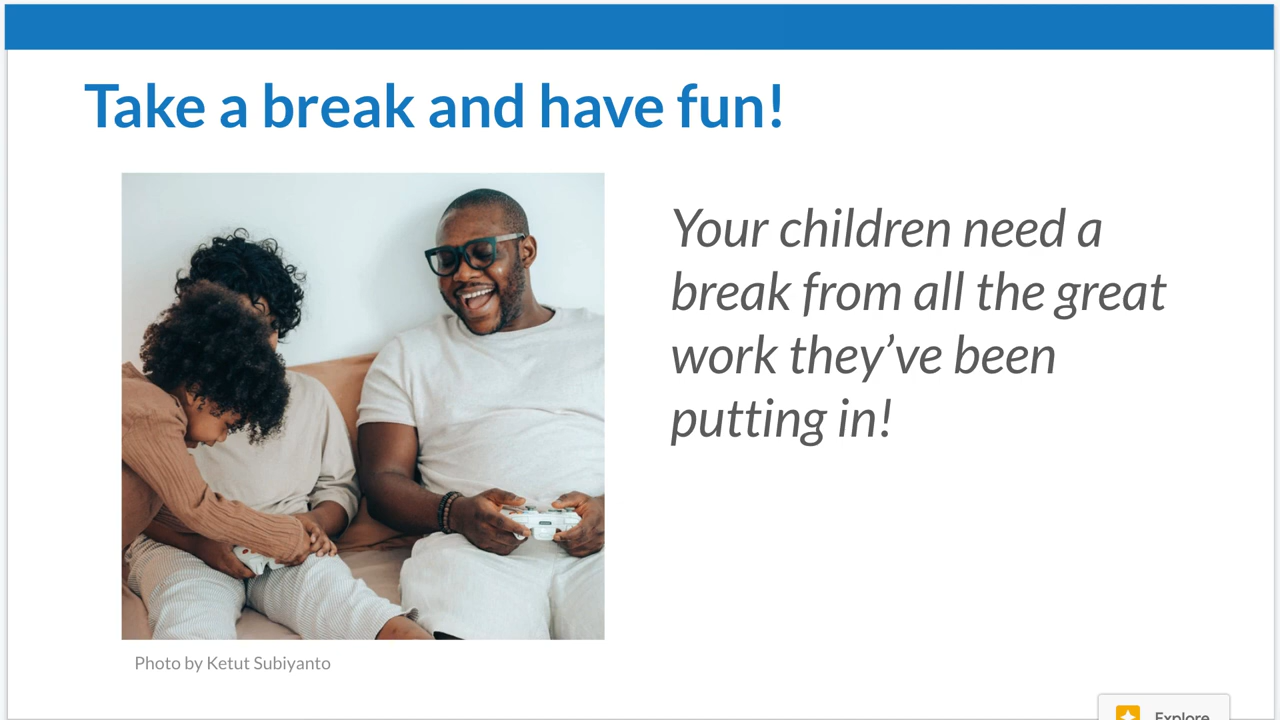 Take a break and have fun!
Your children need a
break from all the great
work they’ve been
putting in!
Photo by Ketut Subiyanto
Explore